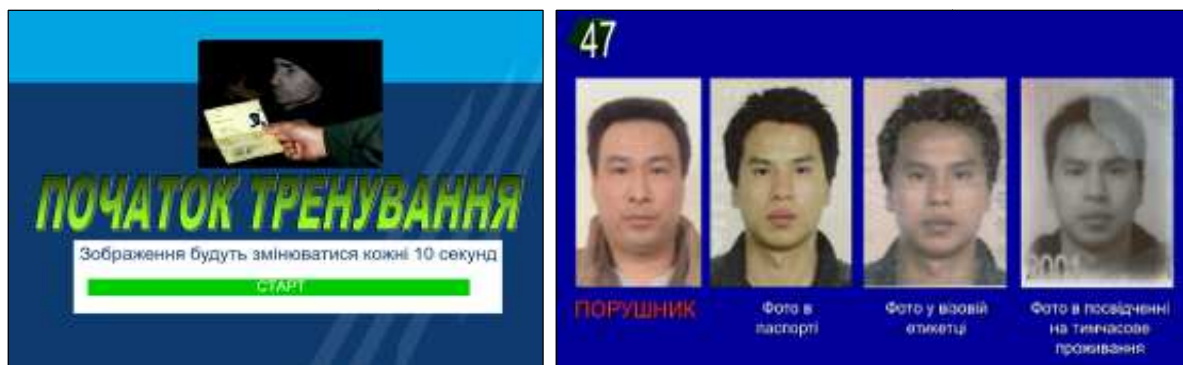 ПОЧАТОК ТРЕНУВАННЯ
Зображення будуть змінюватися кожні 10 секунд
СТАРТ
47
ПОРУШНИК
Фото в
паспорті
Фото у візовій
етикетці
2001
Фото в посвідченні
на тимчасове
проживання